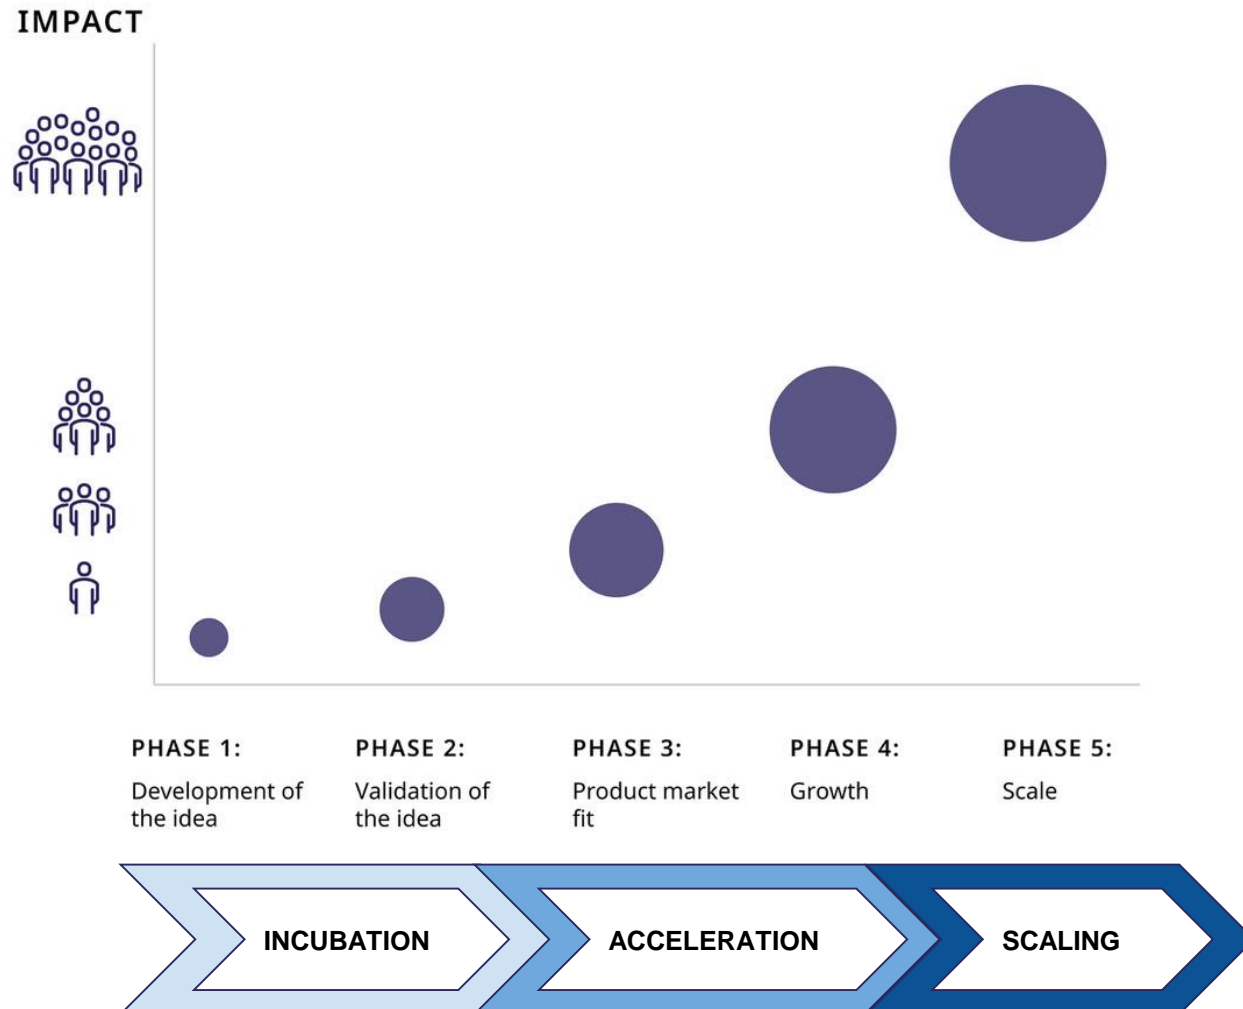 IMPACT
PHASE 1:
Development of
the idea
PHASE 2:
Validation of
the idea
PHASE 3:
Product market
fit
PHASE 4:
Growth
PHASE 5:
Scale
INCUBATION
ACCELERATION
SCALING